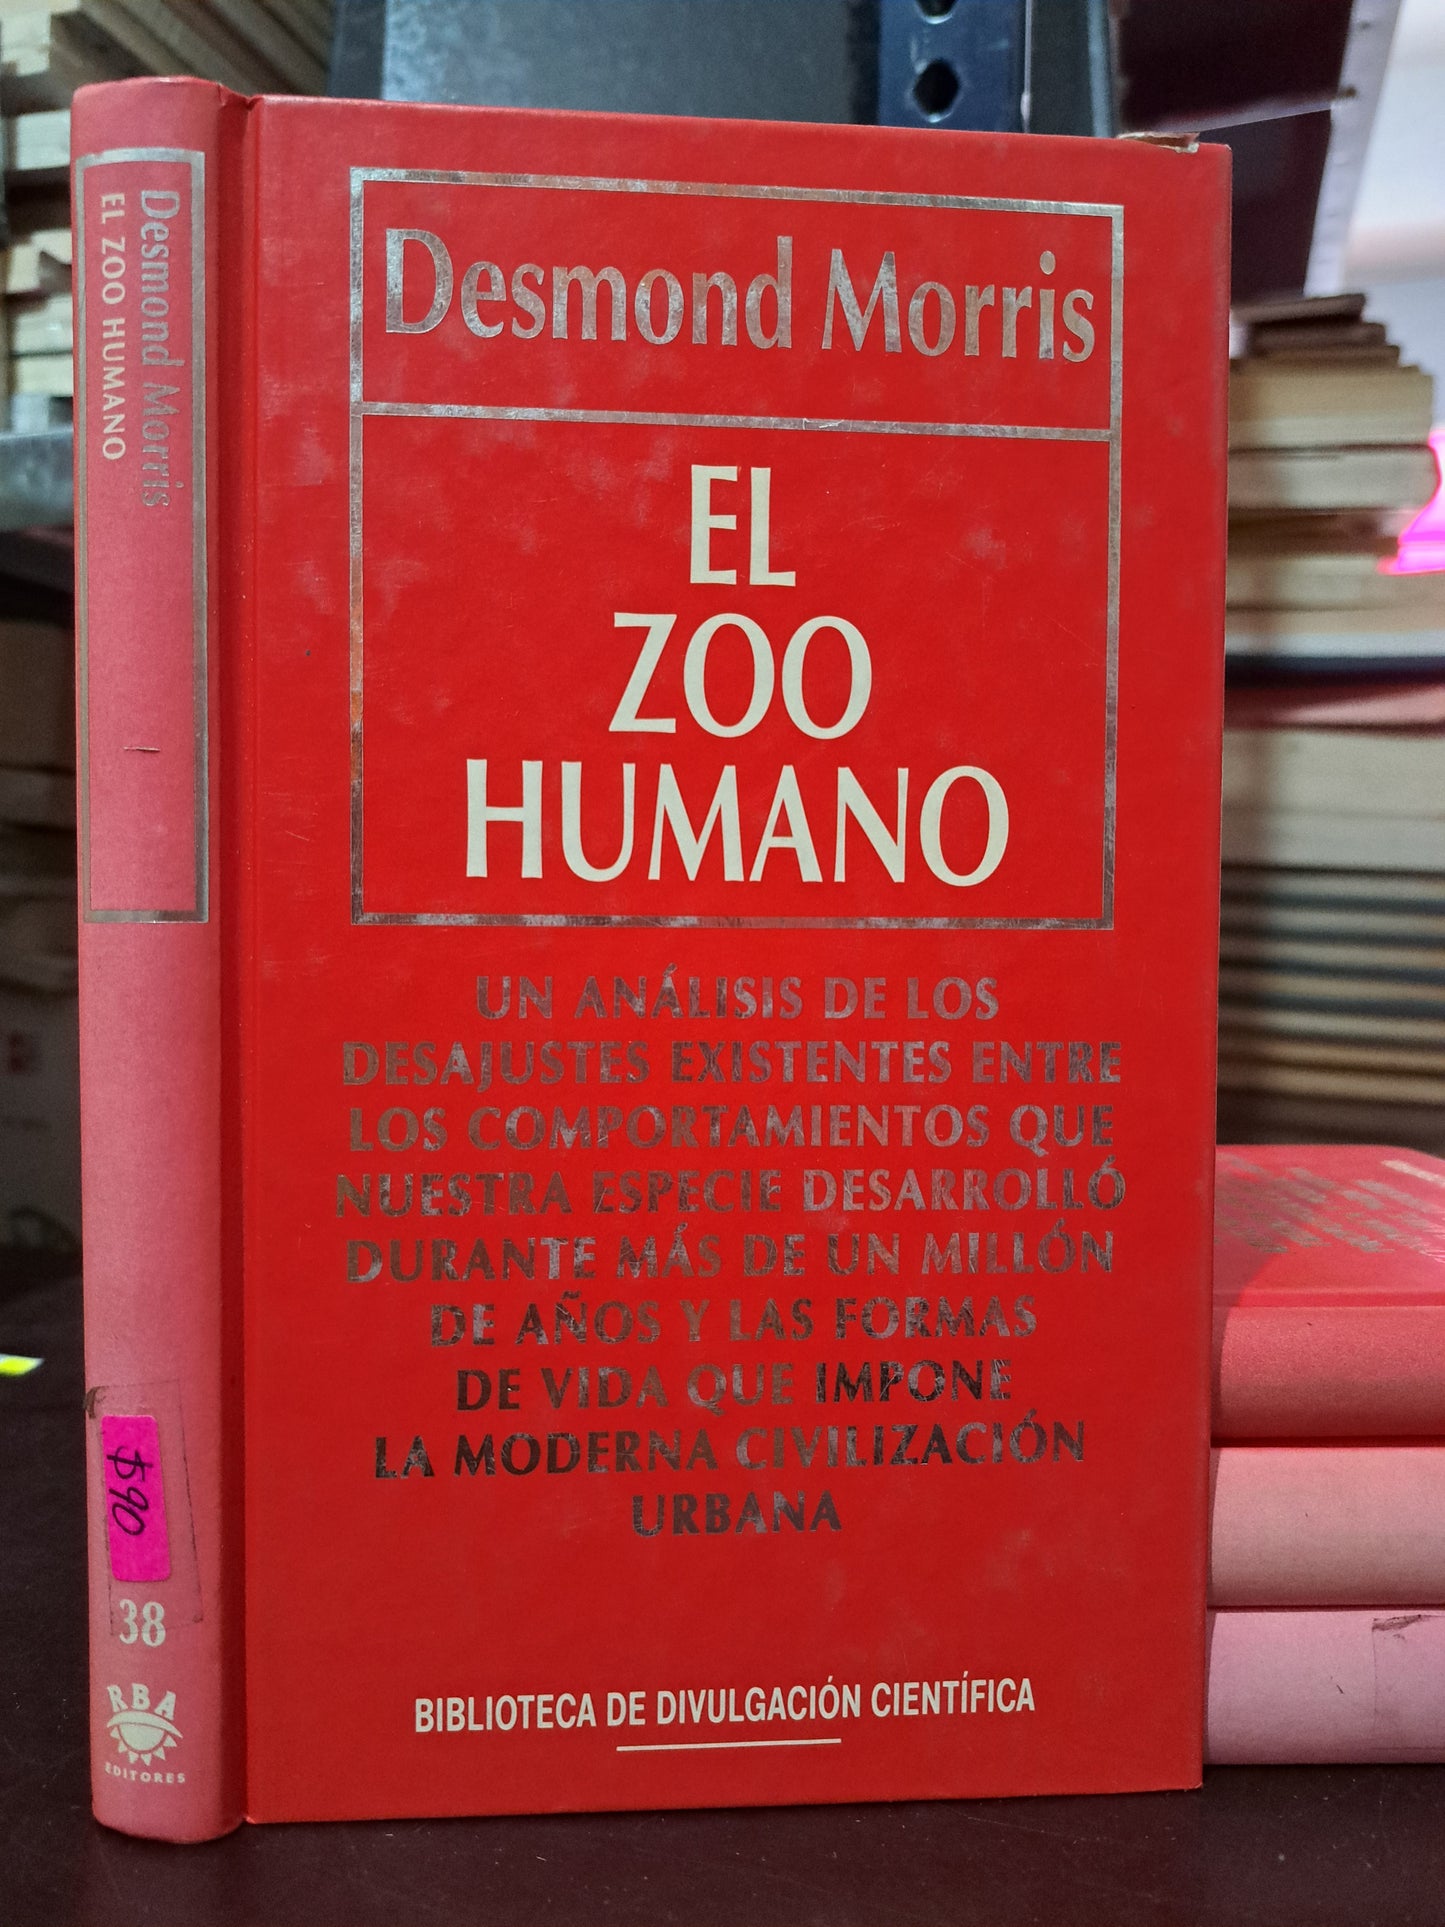 Desmond Morris
EL ZOO HUMANO
$90
38
RBA
EDITORES
Desmond Morris
EL
ZOO
HUMANO
UN ANÁLISIS DE LOS
DESAJUSTES EXISTENTES ENTRE
LOS COMPORTAMIENTOS QUE
NUESTRA ESPECIE DESARROLLÓ
DURANTE MÁS DE UN MILLÓN
DE AÑOS Y LAS FORMAS
DE VIDA QUE IMPONE
LA MODERNA CIVILIZACIÓN
URBANA
BIBLIOTECA DE DIVULGACIÓN CIENTÍFICA